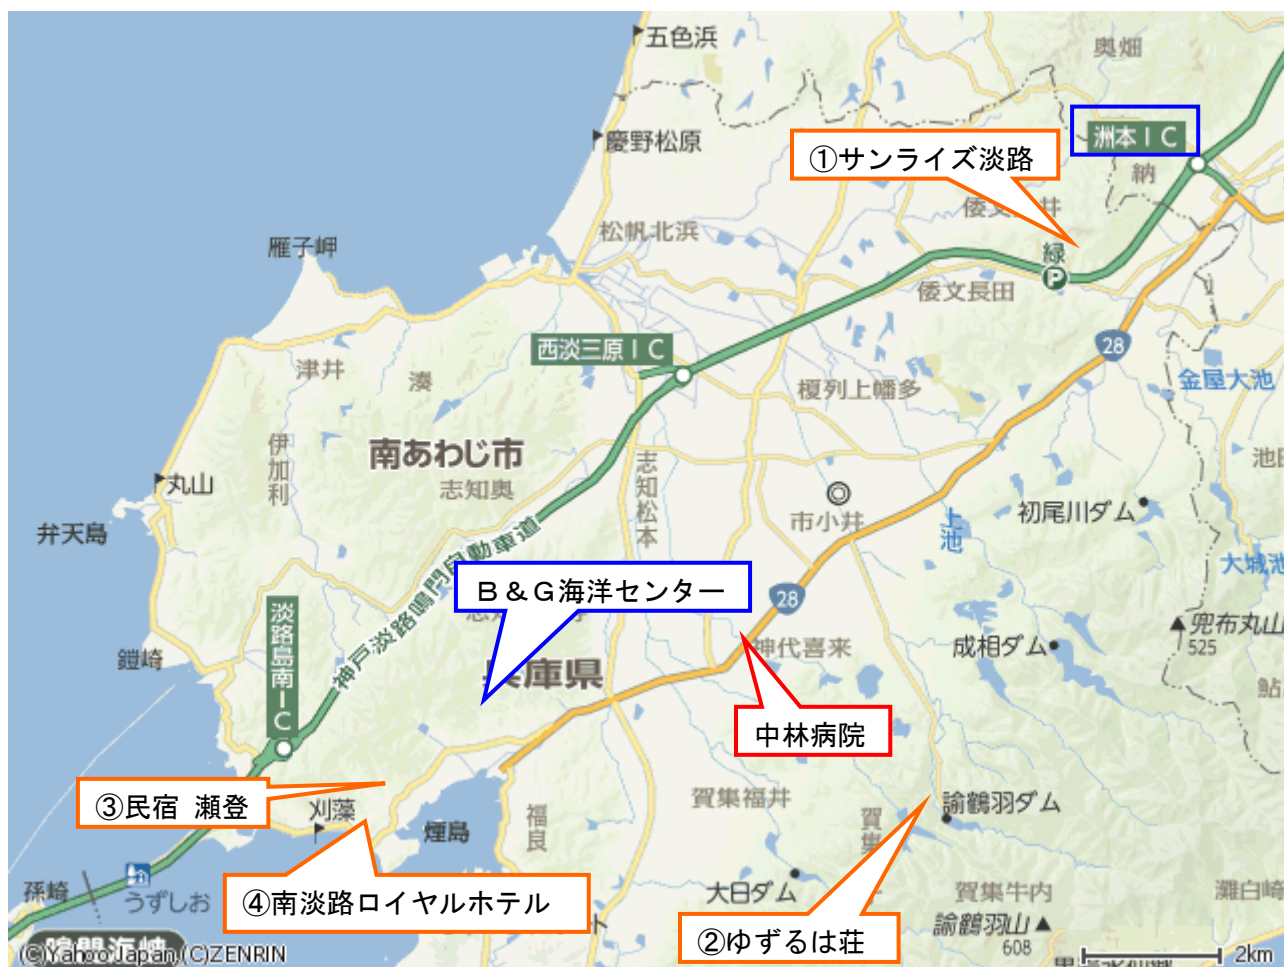 五色浜
奥畑
慶野松原
①サンライズ淡路
洲本IC
納
松帆北浜
雁子岬
緑
P
倭文長田
28
西淡三原IC
津井
湊
榎列上幡多
金屋大池
伊加利
南あわじ市
志知奥
志知松本
丸山
弁天島
市小井
上池
初尾川ダム
大城池
神戸淡路鳴門自動車道
B&G海洋センター
28
淡路島南IC
鎧崎
兵庫県
神代喜来
成相ダム
兜布丸山
525
鮎
中林病院
③民宿 瀬登
刈藻
煙島
福良
賀集福井
賀集
諭鶴羽ダム
④南淡路ロイヤルホテル
孫崎
うずしお
大日ダム
②ゆずるは荘
賀集牛内
諭鶴羽山
608
灘白崎
鳴門海峡
(C)Yahoo Japan,(C)ZENRIN
2km